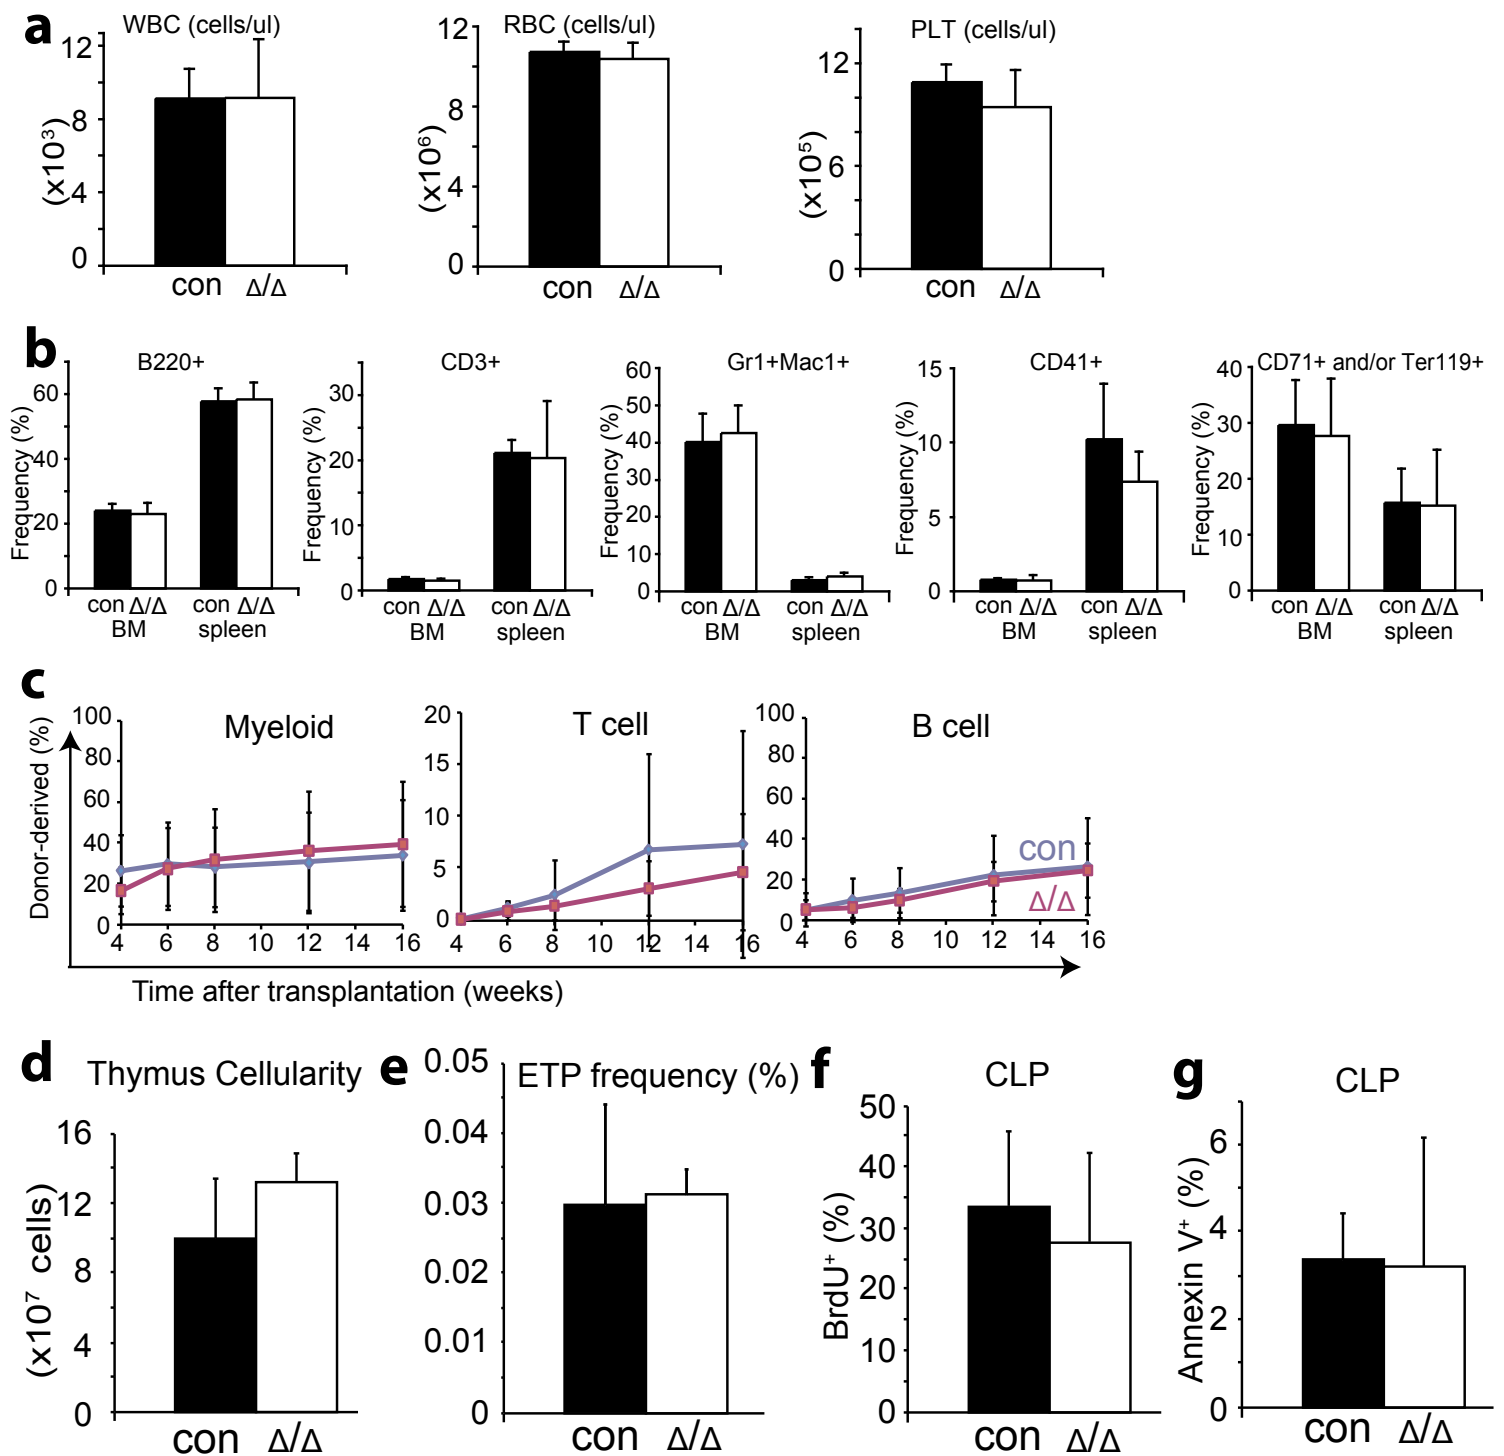 a
WBC (cells/ul)
(x10³)
12
8
4
0
con Δ/Δ
RBC (cells/ul)
(x10⁶)
12
8
4
0
con Δ/Δ
PLT (cells/ul)
(x10⁵)
12
6
0
con Δ/Δ
b
B220+
Frequency (%)
60
40
20
0
con Δ/Δ con Δ/Δ
BM spleen
CD3+
Frequency (%)
30
20
10
0
con Δ/Δ con Δ/Δ
BM spleen
Gr1+Mac1+
Frequency (%)
60
50
40
30
20
10
0
con Δ/Δ con Δ/Δ
BM spleen
CD41+
Frequency (%)
15
10
5
0
con Δ/Δ con Δ/Δ
BM spleen
CD71+ and/or Ter119+
Frequency (%)
40
30
20
10
0
con Δ/Δ con Δ/Δ
BM spleen
c
Donor-derived (%)
Myeloid
100
80
60
40
20
0
4 6 8 10 12 14 16
T cell
20
15
10
5
0
4 6 8 10 12 14 16
B cell
100
80
60
40
20
0
4 6 8 10 12 14 16
con
Δ/Δ
Time after transplantation (weeks)
d
Thymus Cellularity
(x10⁷ cells)
16
12
8
4
0
con Δ/Δ
e
ETP frequency (%)
0.05
0.04
0.03
0.02
0.01
0
con Δ/Δ
f
CLP
BrdU⁺ (%)
50
40
30
20
10
0
con Δ/Δ
g
CLP
Annexin V⁺ (%)
6
4
2
0
con Δ/Δ